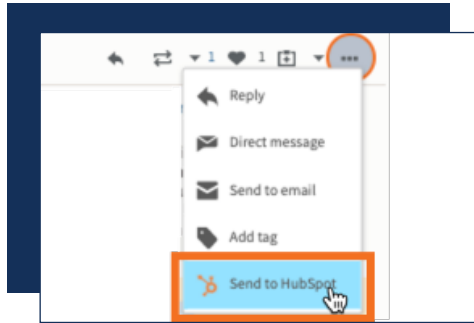 1 1
Reply
Direct message
Send to email
Add tag
Send to HubSpot